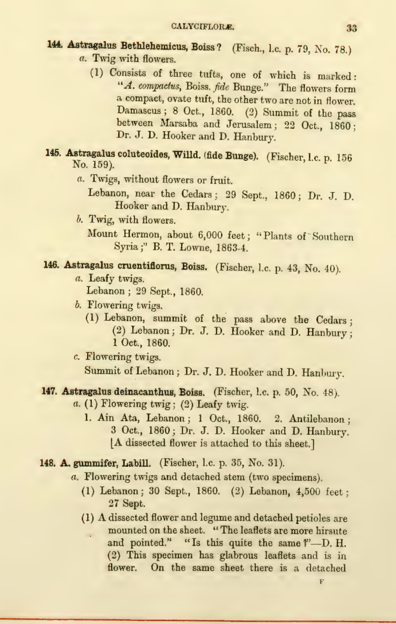 CALYCIFLORÆ. 33
144. Astragalus Bethlehemicus, Boiss? (Fisch., l.c. p. 79, No. 78.)
a. Twig with flowers.
(1) Consists of three tufts, one of which is marked:
"A. compactus, Boiss. fide Bunge." The flowers form
a compact, ovate tuft, the other two are not in flower.
Damascus; 8 Oct., 1860. (2) Summit of the pass
between Marsaba and Jerusalem; 22 Oct., 1860;
Dr. J. D. Hooker and D. Hanbury.
145. Astragalus coluteoides, Willd. (fide Bunge). (Fischer, l.c. p. 156
No. 159).
a. Twigs, without flowers or fruit.
Lebanon, near the Cedars; 29 Sept., 1860; Dr. J. D.
Hooker and D. Hanbury.
b. Twig, with flowers.
Mount Hermon, about 6,000 feet; "Plants of Southern
Syria;" B. T. Lowne, 1863-4.
146. Astragalus cruentiflorus, Boiss. (Fischer, l.c. p. 43, No. 40).
a. Leafy twigs.
Lebanon; 29 Sept., 1860.
b. Flowering twigs.
(1) Lebanon, summit of the pass above the Cedars;
(2) Lebanon; Dr. J. D. Hooker and D. Hanbury;
1 Oct., 1860.
c. Flowering twigs.
Summit of Lebanon; Dr. J. D. Hooker and D. Hanbury.
147. Astragalus deinacanthus, Boiss. (Fischer, l.c. p. 50, No. 48).
a. (1) Flowering twig; (2) Leafy twig.
1. Ain Ata, Lebanon; 1 Oct., 1860. 2. Antilebanon;
3 Oct., 1860; Dr. J. D. Hooker and D. Hanbury.
[A dissected flower is attached to this sheet.]
148. A. gummifer, Labill. (Fischer, l.c. p. 35, No. 31).
a. Flowering twigs and detached stem (two specimens).
(1) Lebanon; 30 Sept., 1860. (2) Lebanon, 4,500 feet;
27 Sept.
(1) A dissected flower and legume and detached petioles are
mounted on the sheet. "The leaflets are more hirsute
and pointed." "Is this quite the same?"—D. H.
(2) This specimen has glabrous leaflets and is in
flower. On the same sheet there is a detached
F